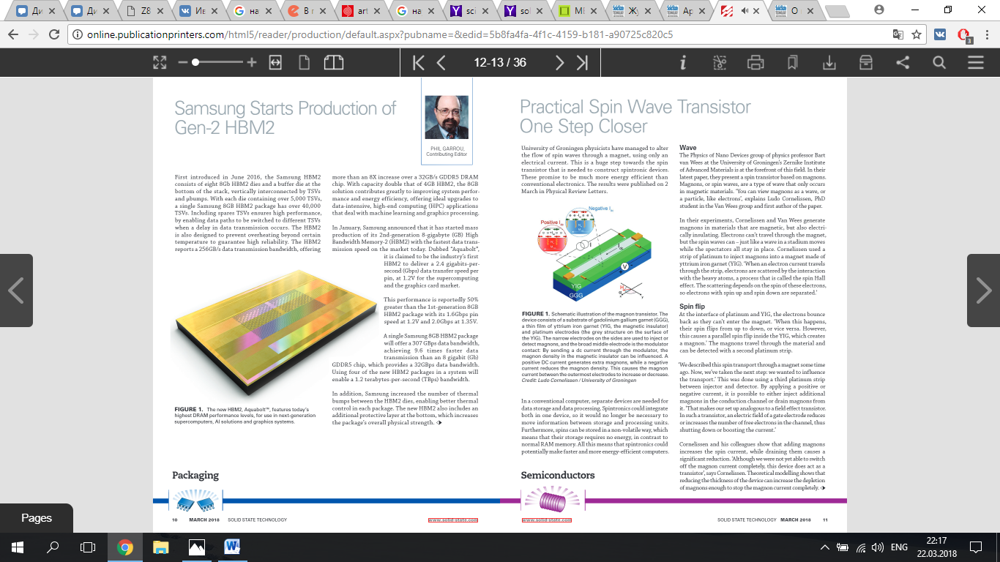 Ди
Ди
Z8
Ив
на
В г
art
на
sci
so
МІ
Жу
Ар
О
online.publicationprinters.com/html5/reader/production/default.aspx?pubname=&edid=5b8fa4fa-4f1c-4159-b181-a90725c820c5
3
12-13 / 36
Samsung Starts Production of
Gen-2 HBM2
PHIL GARROU,
Contributing Editor
First introduced in June 2016, the Samsung HBM2
consists of eight 8Gb HBM2 dies and a buffer die at the
bottom of the stack, vertically interconnected by TSVs
and µbumps. With each die containing over 5,000 TSVs,
a single Samsung 8GB HBM2 package has over 40,000
TSVs. Including spares TSVs ensures high performance,
by enabling data paths to be switched to different TSVs
when a delay in data transmission occurs. The HBM2
is also designed to prevent overheating beyond certain
temperature to guarantee high reliability. The HBM2
reports a 256GB/s data transmission bandwidth, offering
FIGURE 1. The new HBM2, Aquabolt™, features today's
highest DRAM performance levels, for use in next-generation
supercomputers, AI solutions and graphics systems.
more than an 8X increase over a 32GB/s GDDR5 DRAM
chip. With capacity double that of 4GB HBM2, the 8GB
solution contributes greatly to improving system perfor-
mance and energy efficiency, offering ideal upgrades to
data-intensive, high-end computing (HPC) applications
that deal with machine learning and graphics processing.
In January, Samsung announced that it has started mass
production of its 2nd-generation 8-gigabyte (GB) High
Bandwidth Memory-2 (HBM2) with the fastest data trans-
mission speed on the market today. Dubbed "Aquabolt",
it is claimed to be the industry's first
HBM2 to deliver a 2.4 gigabits-per-
second (Gbps) data transfer speed per
pin, at 1.2V for the supercomputing
and the graphics card market.
This performance is reportedly 50%
greater than the 1st-generation 8GB
HBM2 package with its 1.6Gbps pin
speed at 1.2V and 2.0Gbps at 1.35V.
A single Samsung 8GB HBM2 package
will offer a 307 GBps data bandwidth,
achieving 9.6 times faster data
transmission than an 8 gigabit (Gb)
GDDR5 chip, which provides a 32GBps data bandwidth.
Using four of the new HBM2 packages in a system will
enable a 1.2 terabytes-per-second (TBps) bandwidth.
In addition, Samsung increased the number of thermal
bumps between the HBM2 dies, enabling better thermal
control in each package. The new HBM2 also includes an
additional protective layer at the bottom, which increases
the package's overall physical strength.
Packaging
10 MARCH 2018 SOLID STATE TECHNOLOGY
www.solid-state.com
Practical Spin Wave Transistor
One Step Closer
University of Groningen physicists have managed to alter
the flow of spin waves through a magnet, using only an
electrical current. This is a huge step towards the spin
transistor that is needed to construct spintronic devices.
These promise to be much more energy efficient than
conventional electronics. The results were published on 2
March in Physical Review Letters.
Negative I
Positive I
V
YIG
GGG
FIGURE 1. Schematic illustration of the magnon transistor. The
device consists of a substrate of gadolinium gallium garnet (GGG),
a thin film of yttrium iron garnet (YIG, the magnetic insulator)
and platinum electrodes (the grey structure on the surface of
the YIG). The narrow electrodes on the sides are used to inject or
detect magnons, and the broad middle electrode is the modulator
contact: By sending a dc current through the modulator, the
magnon density in the magnetic insulator can be influenced. A
positive DC current generates extra magnons, while a negative
current reduces the magnon density. This causes the magnon
current between the outermost electrodes to increase or decrease.
Credit: Ludo Cornelissen / University of Groningen
In a conventional computer, separate devices are needed for
data storage and data processing. Spintronics could integrate
both in one device, so it would no longer be necessary to
move information between storage and processing units.
Furthermore, spins can be stored in a non-volatile way, which
means that their storage requires no energy, in contrast to
normal RAM memory. All this means that spintronics could
potentially make faster and more energy-efficient computers.
Wave
The Physics of Nano Devices group of physics professor Bart
van Wees at the University of Groningen's Zernike Institute
of Advanced Materials is at the forefront of this field. In their
latest paper, they present a spin transistor based on magnons.
Magnons, or spin waves, are a type of wave that only occurs
in magnetic materials. 'You can view magnons as a wave, or
a particle, like electrons', explains Ludo Cornelissen, PhD
student in the Van Wees group and first author of the paper.
In their experiments, Cornelissen and Van Wees generate
magnons in materials that are magnetic, but also electri-
cally insulating. Electrons can't travel through the magnet,
but the spin waves can – just like a wave in a stadium moves
while the spectators all stay in place. Cornelissen used a
strip of platinum to inject magnons into a magnet made of
yttrium iron garnet (YIG). 'When an electron current travels
through the strip, electrons are scattered by the interaction
with the heavy atoms, a process that is called the spin Hall
effect. The scattering depends on the spin of these electrons,
so electrons with spin up and spin down are separated.'
Spin flip
At the interface of platinum and YIG, the electrons bounce
back as they can't enter the magnet. 'When this happens,
their spin flips from up to down, or vice versa. However,
this causes a parallel spin flip inside the YIG, which creates
a magnon.' The magnons travel through the material and
can be detected with a second platinum strip.
'We described this spin transport through a magnet some time
ago. Now, we've taken the next step: we wanted to influence
the transport.' This was done using a third platinum strip
between injector and detector. By applying a positive or
negative current, it is possible to either inject additional
magnons in the conduction channel or drain magnons from
it. 'That makes our set up analogous to a field effect transistor.
In such a transistor, an electric field of a gate electrode reduces
or increases the number of free electrons in the channel, thus
shutting down or boosting the current.'
Cornelissen and his colleagues show that adding magnons
increases the spin current, while draining them causes a
significant reduction. 'Although we were not yet able to switch
off the magnon current completely, this device does act as a
transistor', says Cornelissen. Theoretical modelling shows that
reducing the thickness of the device can increase the depletion
of magnons enough to stop the magnon current completely.
Semiconductors
www.solid-state.com
SOLID STATE TECHNOLOGY MARCH 2018 11
Pages
ENG
22:17
22.03.2018